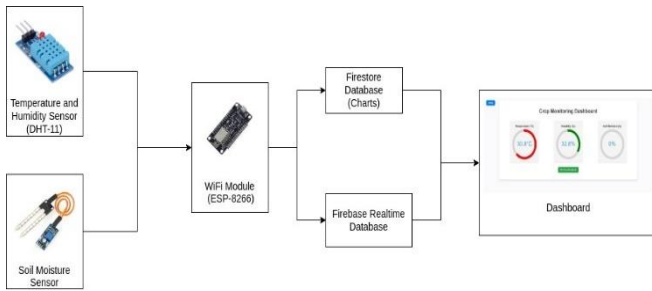 Temperature and
Humidity Sensor
(DHT-11)
Soil Moisture
Sensor
WiFi Module
(ESP-8266)
Firestore
Database
(Charts)
Firebase Realtime
Database
Crop Monitoring Dashboard
0%
Dashboard